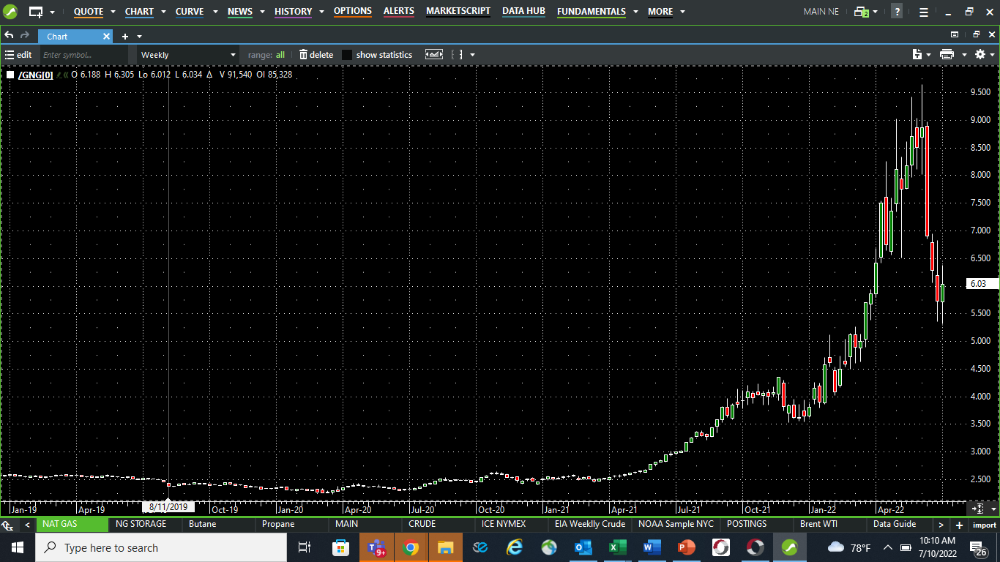 QUOTE CHART CURVE NEWS HISTORY OPTIONS ALERTS MARKETSCRIPT DATA HUB FUNDAMENTALS MORE MAIN NE 2 ?
Chart
edit Enter symbol... Weekly range: all delete show statistics [ ]
/GNG[0] O 6.188 H 6.305 Lo 6.012 L 6.034 Δ V 91,540 OI 85,328
9.500
9.000
8.500
8.000
7.500
7.000
6.500
6.03
5.500
5.000
4.500
4.000
3.500
3.000
2.500
Jan-19 Apr-19 8/11/2019 Oct-19 Jan-20 Apr-20 Jul-20 Oct-20 Jan-21 Apr-21 Jul-21 Oct-21 Jan-22 Apr-22
< NAT GAS NG STORAGE Butane Propane MAIN CRUDE ICE NYMEX EIA Weeklly Crude NOAA Sample NYC POSTINGS Brent WTI Data Guide > + import
Type here to search 9+ 78°F 10:10 AM
7/10/2022 26